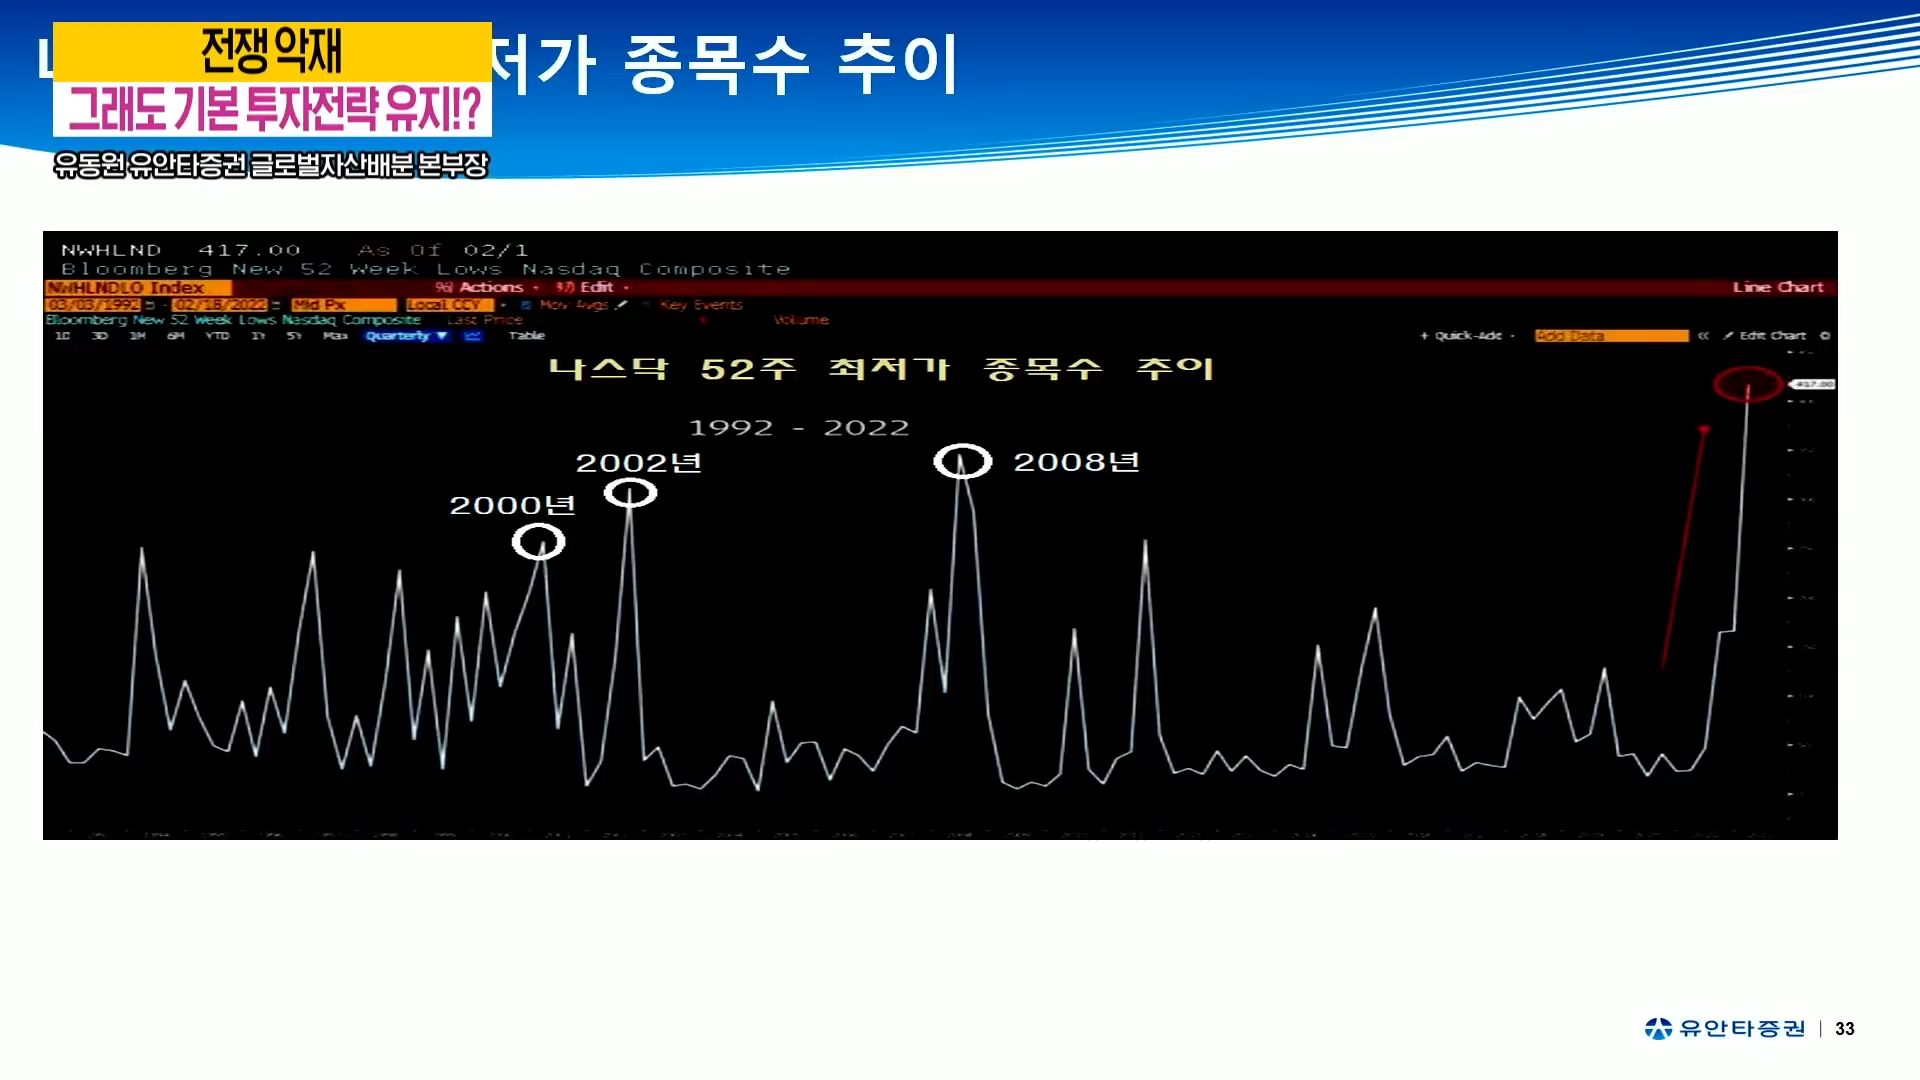 전쟁 악재
그래도 기본 투자전략 유지!?
유동원 유안타증권 글로벌자산배분 본부장
저가 종목수 추이
NWHLND 417.00 As Of 02/1
Bloomberg New 52 Week Lows Nasdaq Composite
NWHLNDLO Index Actions Edit Line Chart
03/03/1992 - 02/18/2022 Mid Px Local CCY Mov Avgs Key Events
Bloomberg New 52 Week Lows Nasdaq Composite Last Price Volume
1D 3D 1M 6M YTD 1Y 5Y Max Quarterly ▼ Table + Quick-Add Add Data « Edit Chart
나스닥 52주 최저가 종목수 추이
417.00
1992 - 2022
2002년
2008년
2000년
유안타증권 | 33